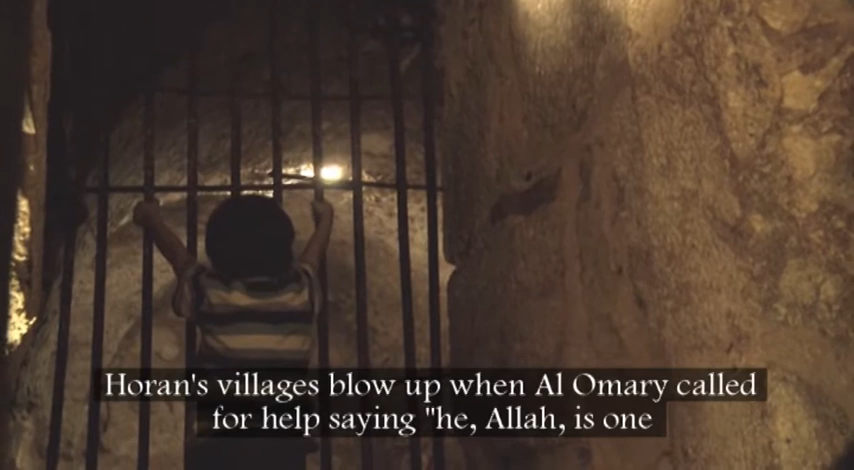 Horan's villages blow up when Al Omary called
for help saying "he, Allah, is one